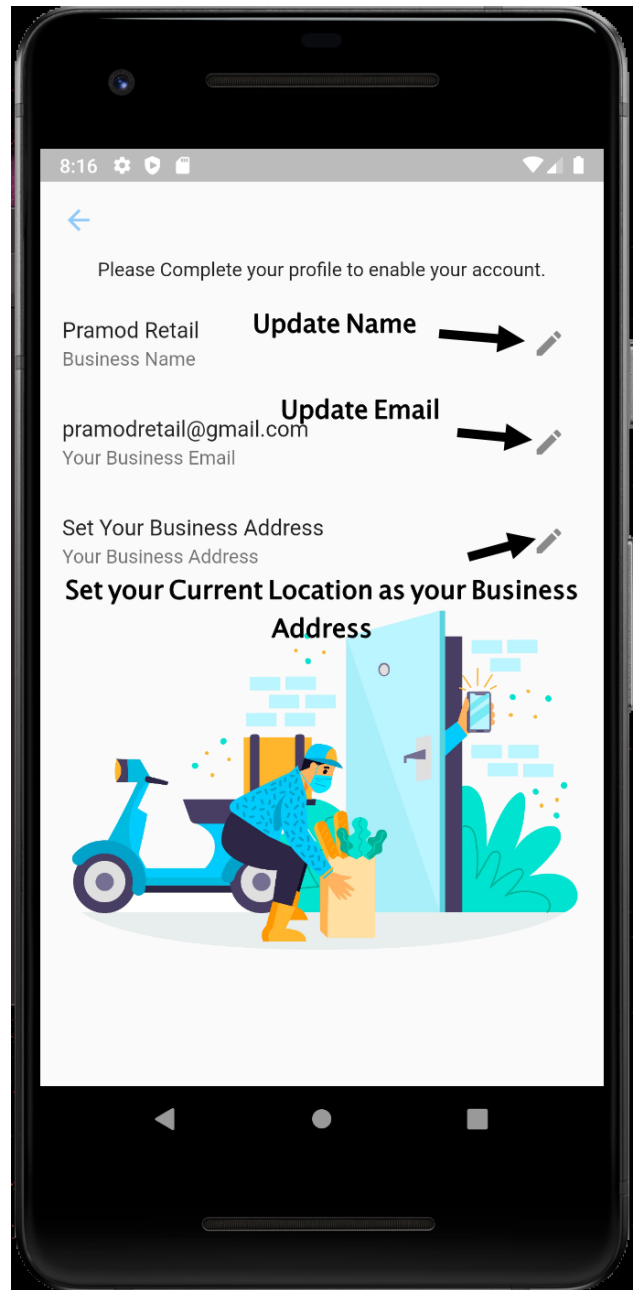 8:16
Please Complete your profile to enable your account.
Pramod Retail
Update Name
Business Name
Update Email
pramodretail@gmail.com
Your Business Email
Set Your Business Address
Your Business Address
Set your Current Location as your Business
Address